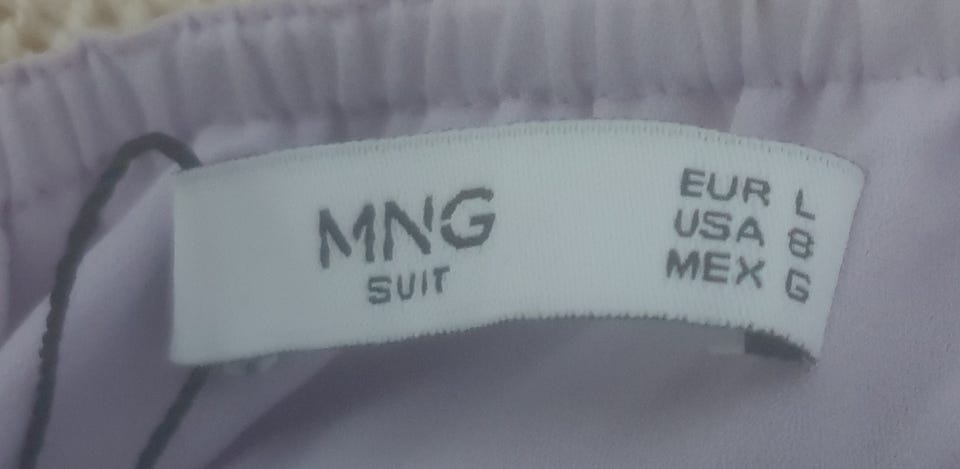 MNG
SUIT
EUR L
USA 8
MEX G